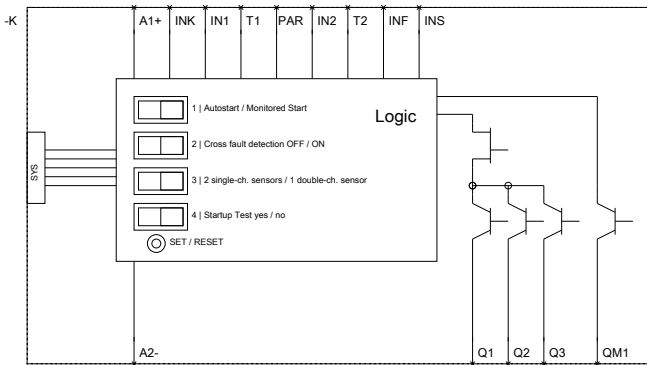 -K
A1+ INK IN1 T1 PAR IN2 T2 INF INS
1 | Autostart / Monitored Start
Logic
2 | Cross fault detection OFF / ON
SYS
3 | 2 single-ch. sensors / 1 double-ch. sensor
4 | Startup Test yes / no
SET / RESET
A2- Q1 Q2 Q3 QM1